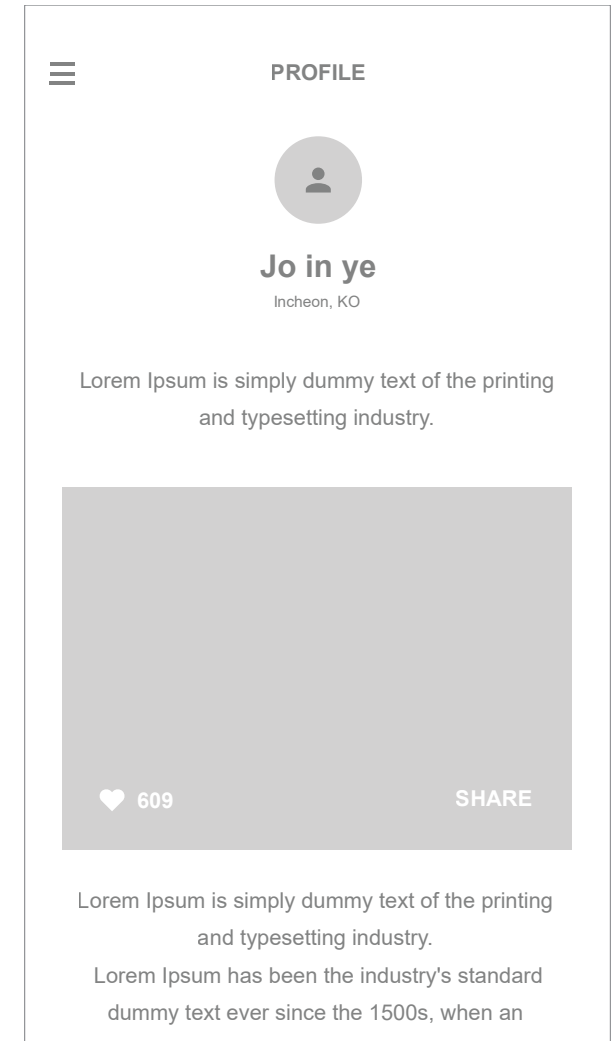 PROFILE
Jo in ye
Incheon, KO
Lorem Ipsum is simply dummy text of the printing
and typesetting industry.
609
SHARE
Lorem Ipsum is simply dummy text of the printing
and typesetting industry.
Lorem Ipsum has been the industry's standard
dummy text ever since the 1500s, when an